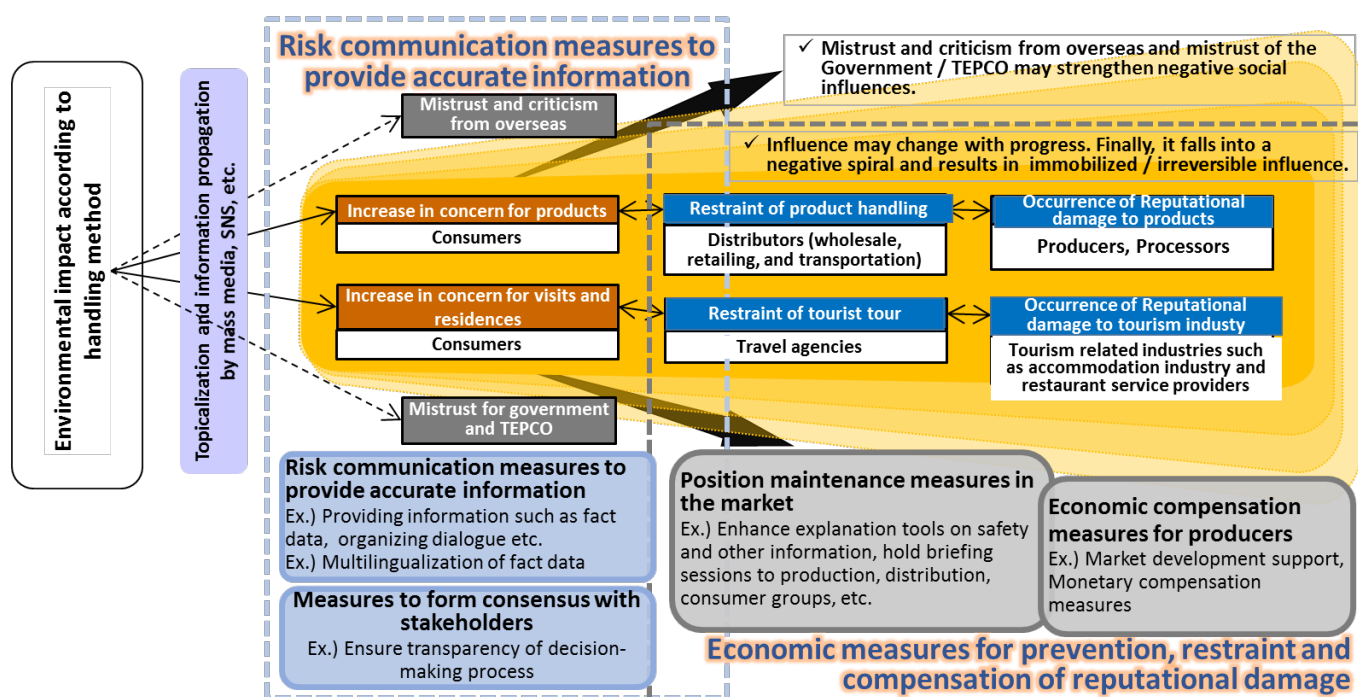 Risk communication measures to
provide accurate information
✓ Mistrust and criticism from overseas and mistrust of the
Government / TEPCO may strengthen negative social
influences.
Environmental impact according to
handling method
Topicalization and information propagation
by mass media, SNS, etc.
Mistrust and criticism
from overseas
✓ Influence may change with progress. Finally, it falls into a
negative spiral and results in immobilized / irreversible influence.
Increase in concern for products
Consumers
Restraint of product handling
Distributors (wholesale,
retailing, and transportation)
Occurrence of Reputational
damage to products
Producers, Processors
Increase in concern for visits and
residences
Consumers
Restraint of tourist tour
Travel agencies
Occurrence of Reputational
damage to tourism industy
Tourism related industries such
as accommodation industry and
restaurant service providers
Mistrust for government
and TEPCO
Risk communication measures to
provide accurate information
Ex.) Providing information such as fact
data, organizing dialogue etc.
Ex.) Multilingualization of fact data
Measures to form consensus with
stakeholders
Ex.) Ensure transparency of decision-
making process
Position maintenance measures in
the market
Ex.) Enhance explanation tools on safety
and other information, hold briefing
sessions to production, distribution,
consumer groups, etc.
Economic compensation
measures for producers
Ex.) Market development support,
Monetary compensation
measures
Economic measures for prevention, restraint and
compensation of reputational damage